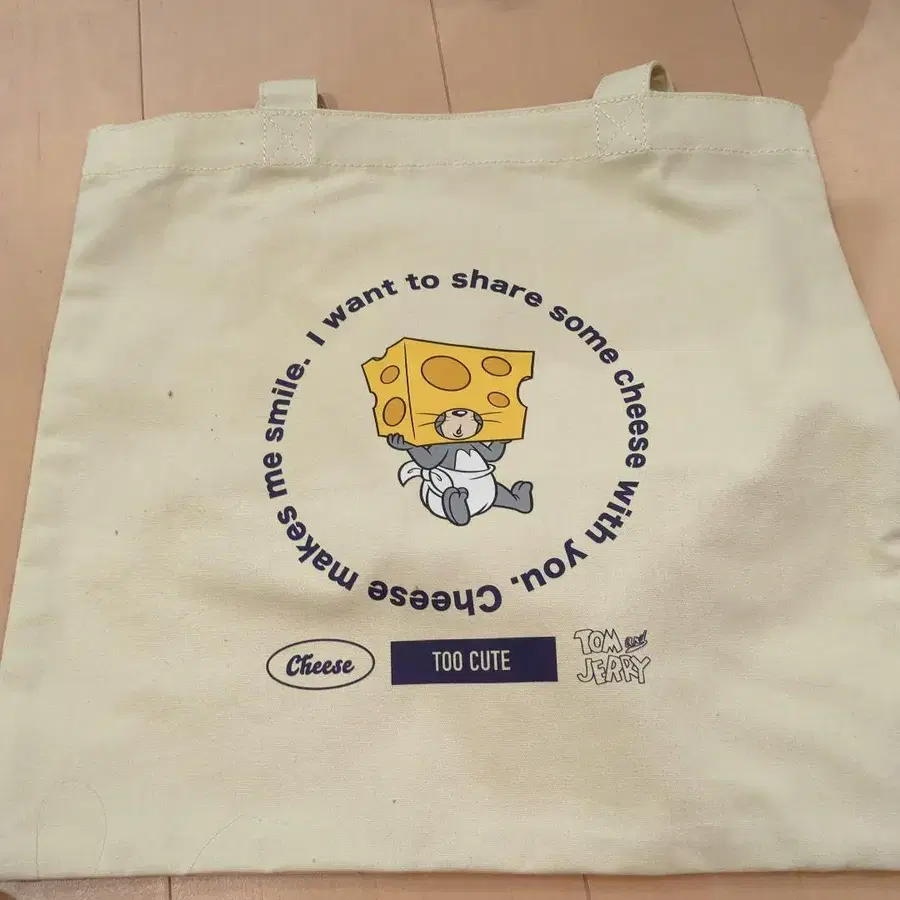 I want to share some cheese with you. Cheese makes me smile.
Cheese
TOO CUTE
TOM and JERRY